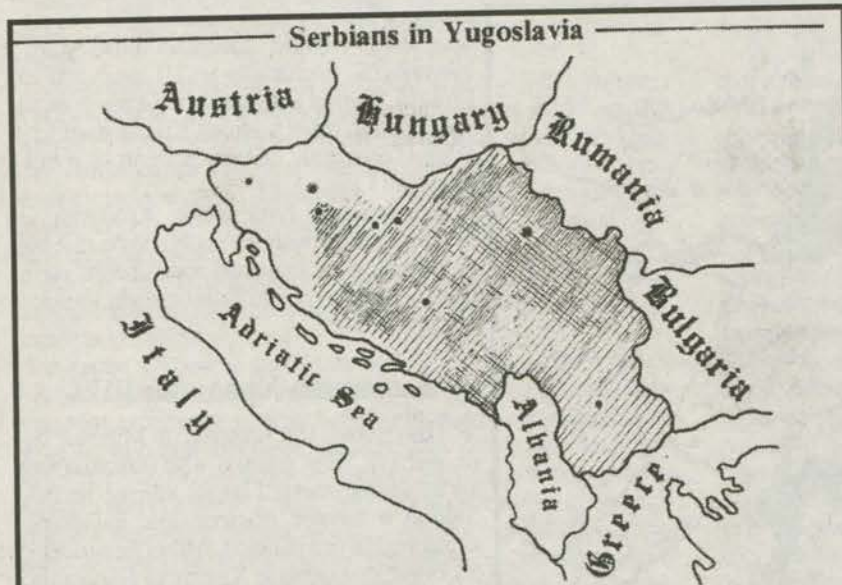 Serbians in Yugoslavia
Austria
Hungary
Rumania
Bulgaria
Italy
Adriatic Sea
Albania
Greece